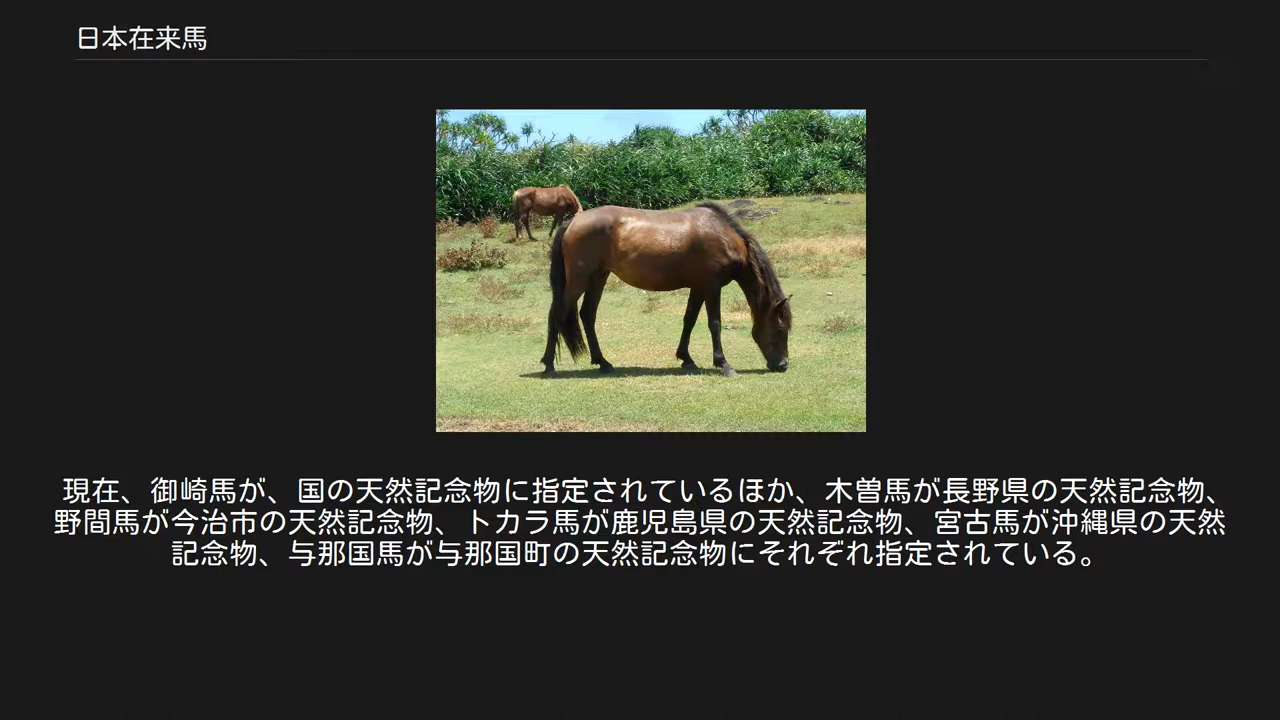 日本在来馬
現在、御崎馬が、国の天然記念物に指定されているほか、木曽馬が長野県の天然記念物、
野間馬が今治市の天然記念物、トカラ馬が鹿児島県の天然記念物、宮古馬が沖縄県の天然
記念物、与那国馬が与那国町の天然記念物にそれぞれ指定されている。